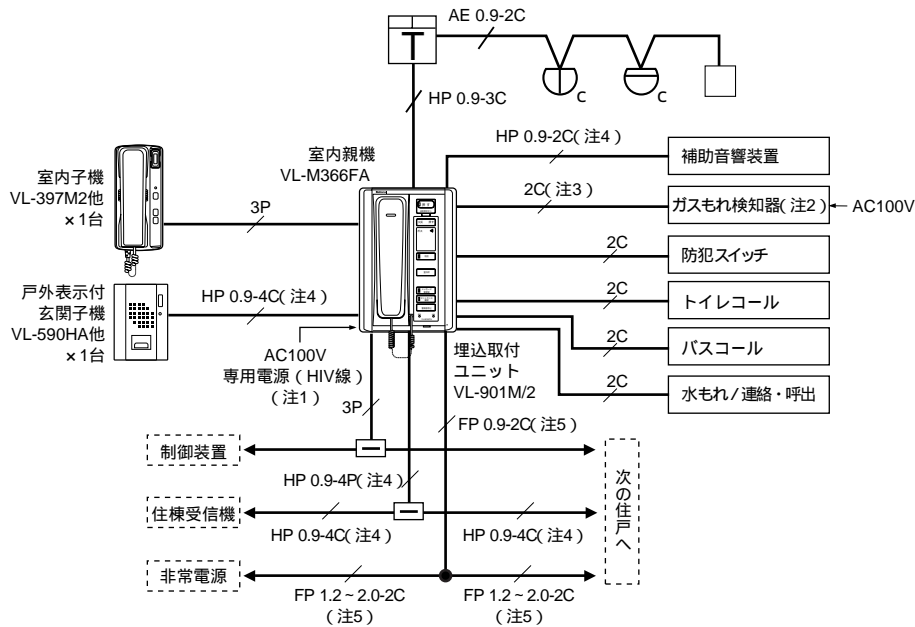 AE 0.9-2C
T
C
C
HP 0.9-3C
HP 0.9-2C(注4)
補助音響装置
室内親機
VL-M366FA
室内子機
VL-397M2他
×1台
3P
2C(注3)
ガスもれ検知器(注2)
AC100V
2C
防犯スイッチ
2C
トイレコール
戸外表示付
玄関子機
VL-590HA他
×1台
HP 0.9-4C(注4)
2C
バスコール
AC100V
専用電源(HIV線)
(注1)
埋込取付
ユニット
VL-901M/2
2C
水もれ/連絡・呼出
3P
FP 0.9-2C(注5)
制御装置
HP 0.9-4P(注4)
住棟受信機
HP 0.9-4C(注4)
HP 0.9-4C(注4)
次の住戸へ
非常電源
FP 1.2~2.0-2C
(注5)
FP 1.2~2.0-2C
(注5)